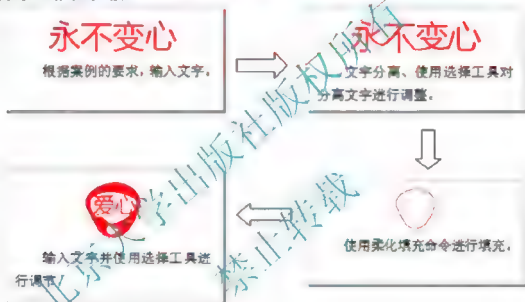 永不变心
根据案例的要求，输入文字。
永不变心
文字分离、使用选择工具对
分离文字进行调整。
使用柔化填充命令进行填充。
爱心
输入文字并使用选择工具进
行调节！
北京大学出版社版权所有
禁止转载